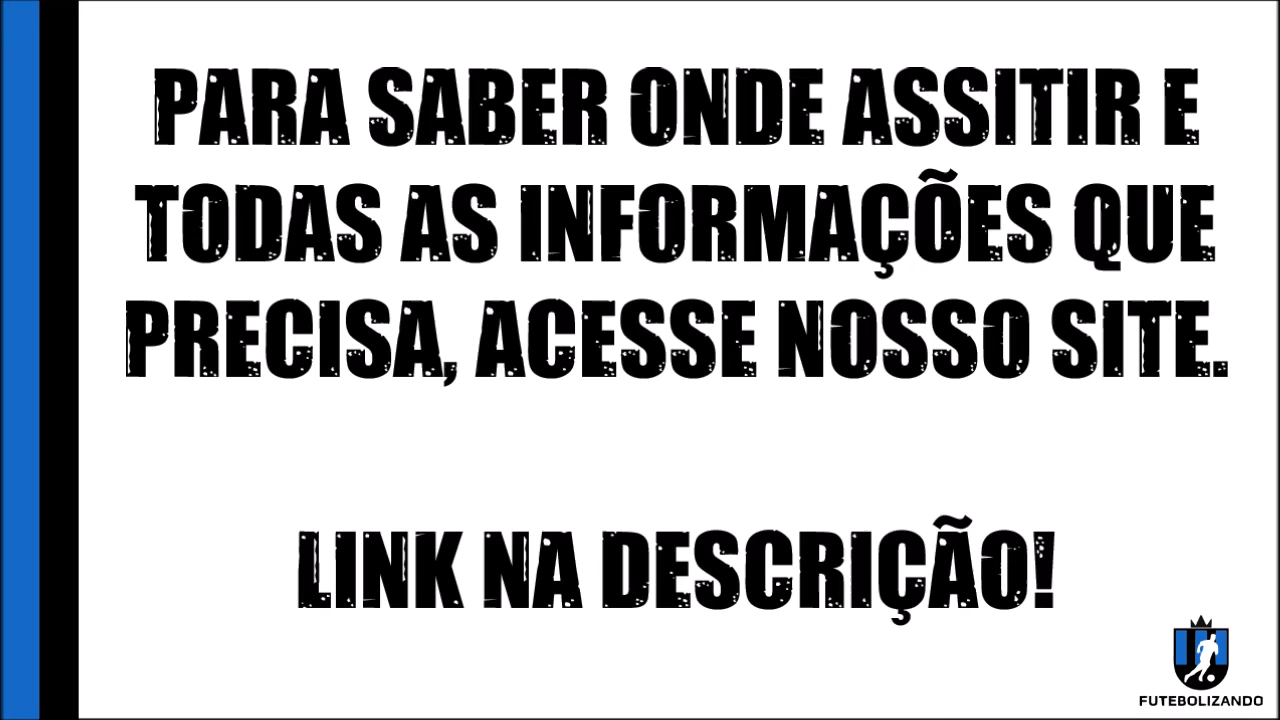 PARA SABER ONDE ASSITIR E
TODAS AS INFORMAÇÕES QUE
PRECISA, ACESSE NOSSO SITE.
LINK NA DESCRIÇÃO!
FUTEBOLIZANDO